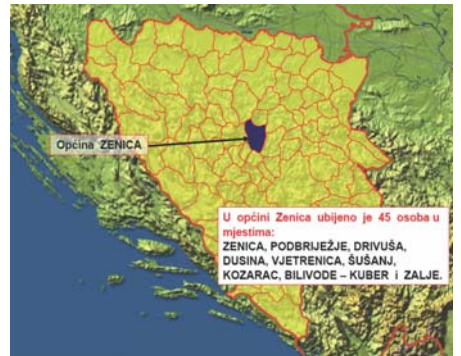 Općina ZENICA
U općini Zenica ubijeno je 45 osoba u
mjestima:
ZENICA, PODBRIJEŽJE, DRIVUŠA,
DUSINA, VJETRENICA, ŠUŠANJ,
KOZARAC, BILIVODE – KUBER i ZALJE.